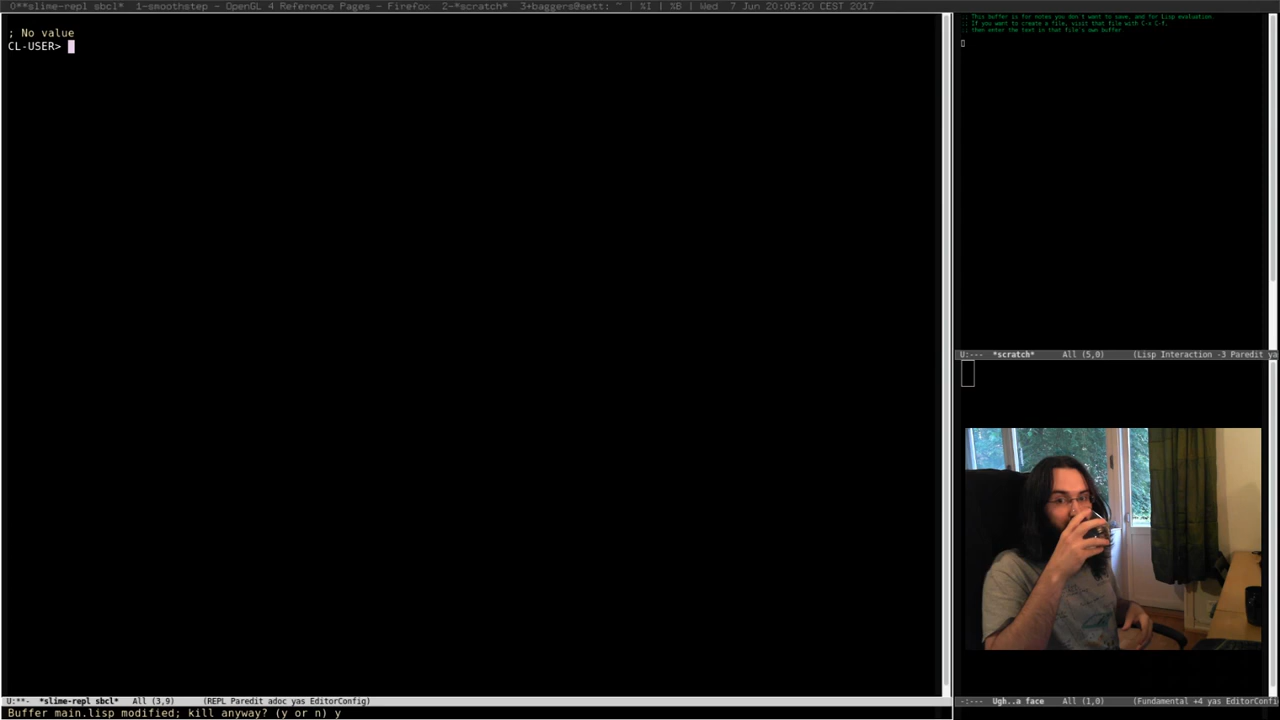 0**slime-repl sbcl*  1-smoothstep - OpenGL 4 Reference Pages - Firefox  2-*scratch*  3+baggers@sett: ~ | %I | %B | Wed  7 Jun 20:05:20 CEST 2017
; No value
CL-USER>
;; This buffer is for notes you don't want to save, and for Lisp evaluation.
;; If you want to create a file, visit that file with C-x C-f,
;; then enter the text in that file's own buffer.
U:---  *scratch*      All (5,0)      (Lisp Interaction -3 Paredit ya
U:**-  *slime-repl sbcl*   All (3,9)      (REPL Paredit adoc yas EditorConfig)
-:---  Ugh..a face    All (1,0)      (Fundamental +4 yas EditorConfi
Buffer main.lisp modified; kill anyway? (y or n) y